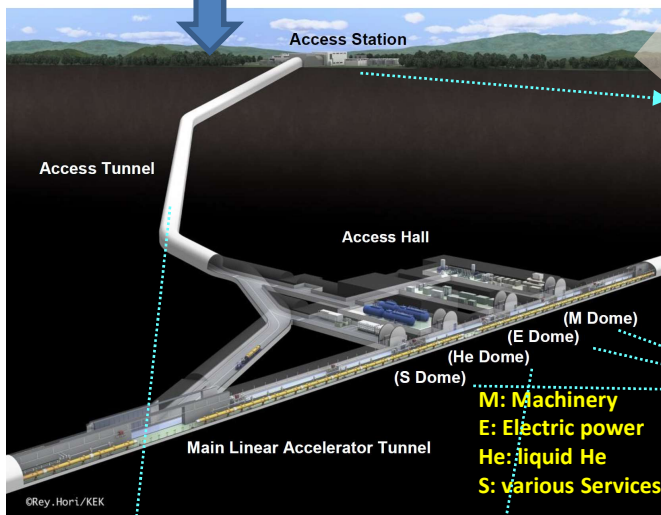 Access Station
Access Tunnel
Access Hall
(M Dome)
(E Dome)
(He Dome)
(S Dome)
M: Machinery
E: Electric power
He: liquid He
S: various Services
Main Linear Accelerator Tunnel
©Rey.Hori/KEK